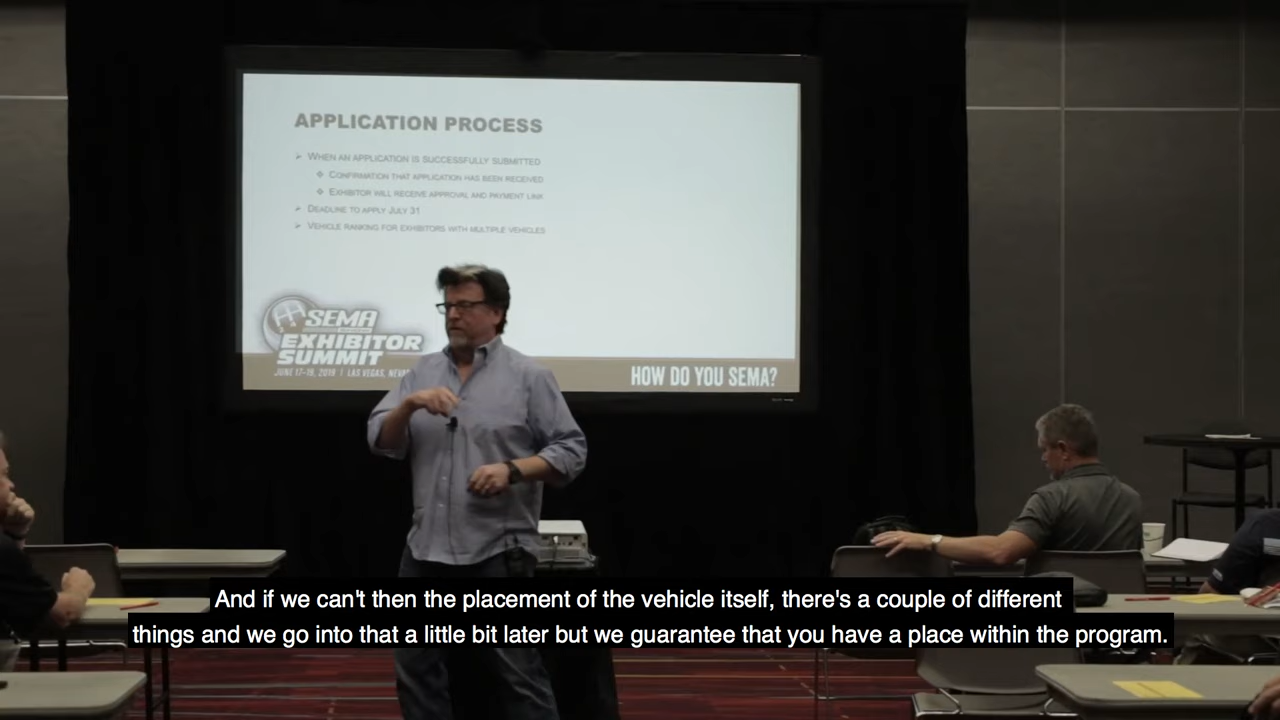 APPLICATION PROCESS
WHEN AN APPLICATION IS SUCCESSFULLY SUBMITTED
CONFIRMATION THAT APPLICATION HAS BEEN RECEIVED
EXHIBITOR WILL RECEIVE APPROVAL AND PAYMENT LINK
DEADLINE TO APPLY JULY 31
VEHICLE RANKING FOR EXHIBITORS WITH MULTIPLE VEHICLES
SEMA
EXHIBITOR
SUMMIT
JUNE 17-19, 2019 | LAS VEGAS,
HOW DO YOU SEMA?
And if we can't then the placement of the vehicle itself, there's a couple of different
things and we go into that a little bit later but we guarantee that you have a place within the program.